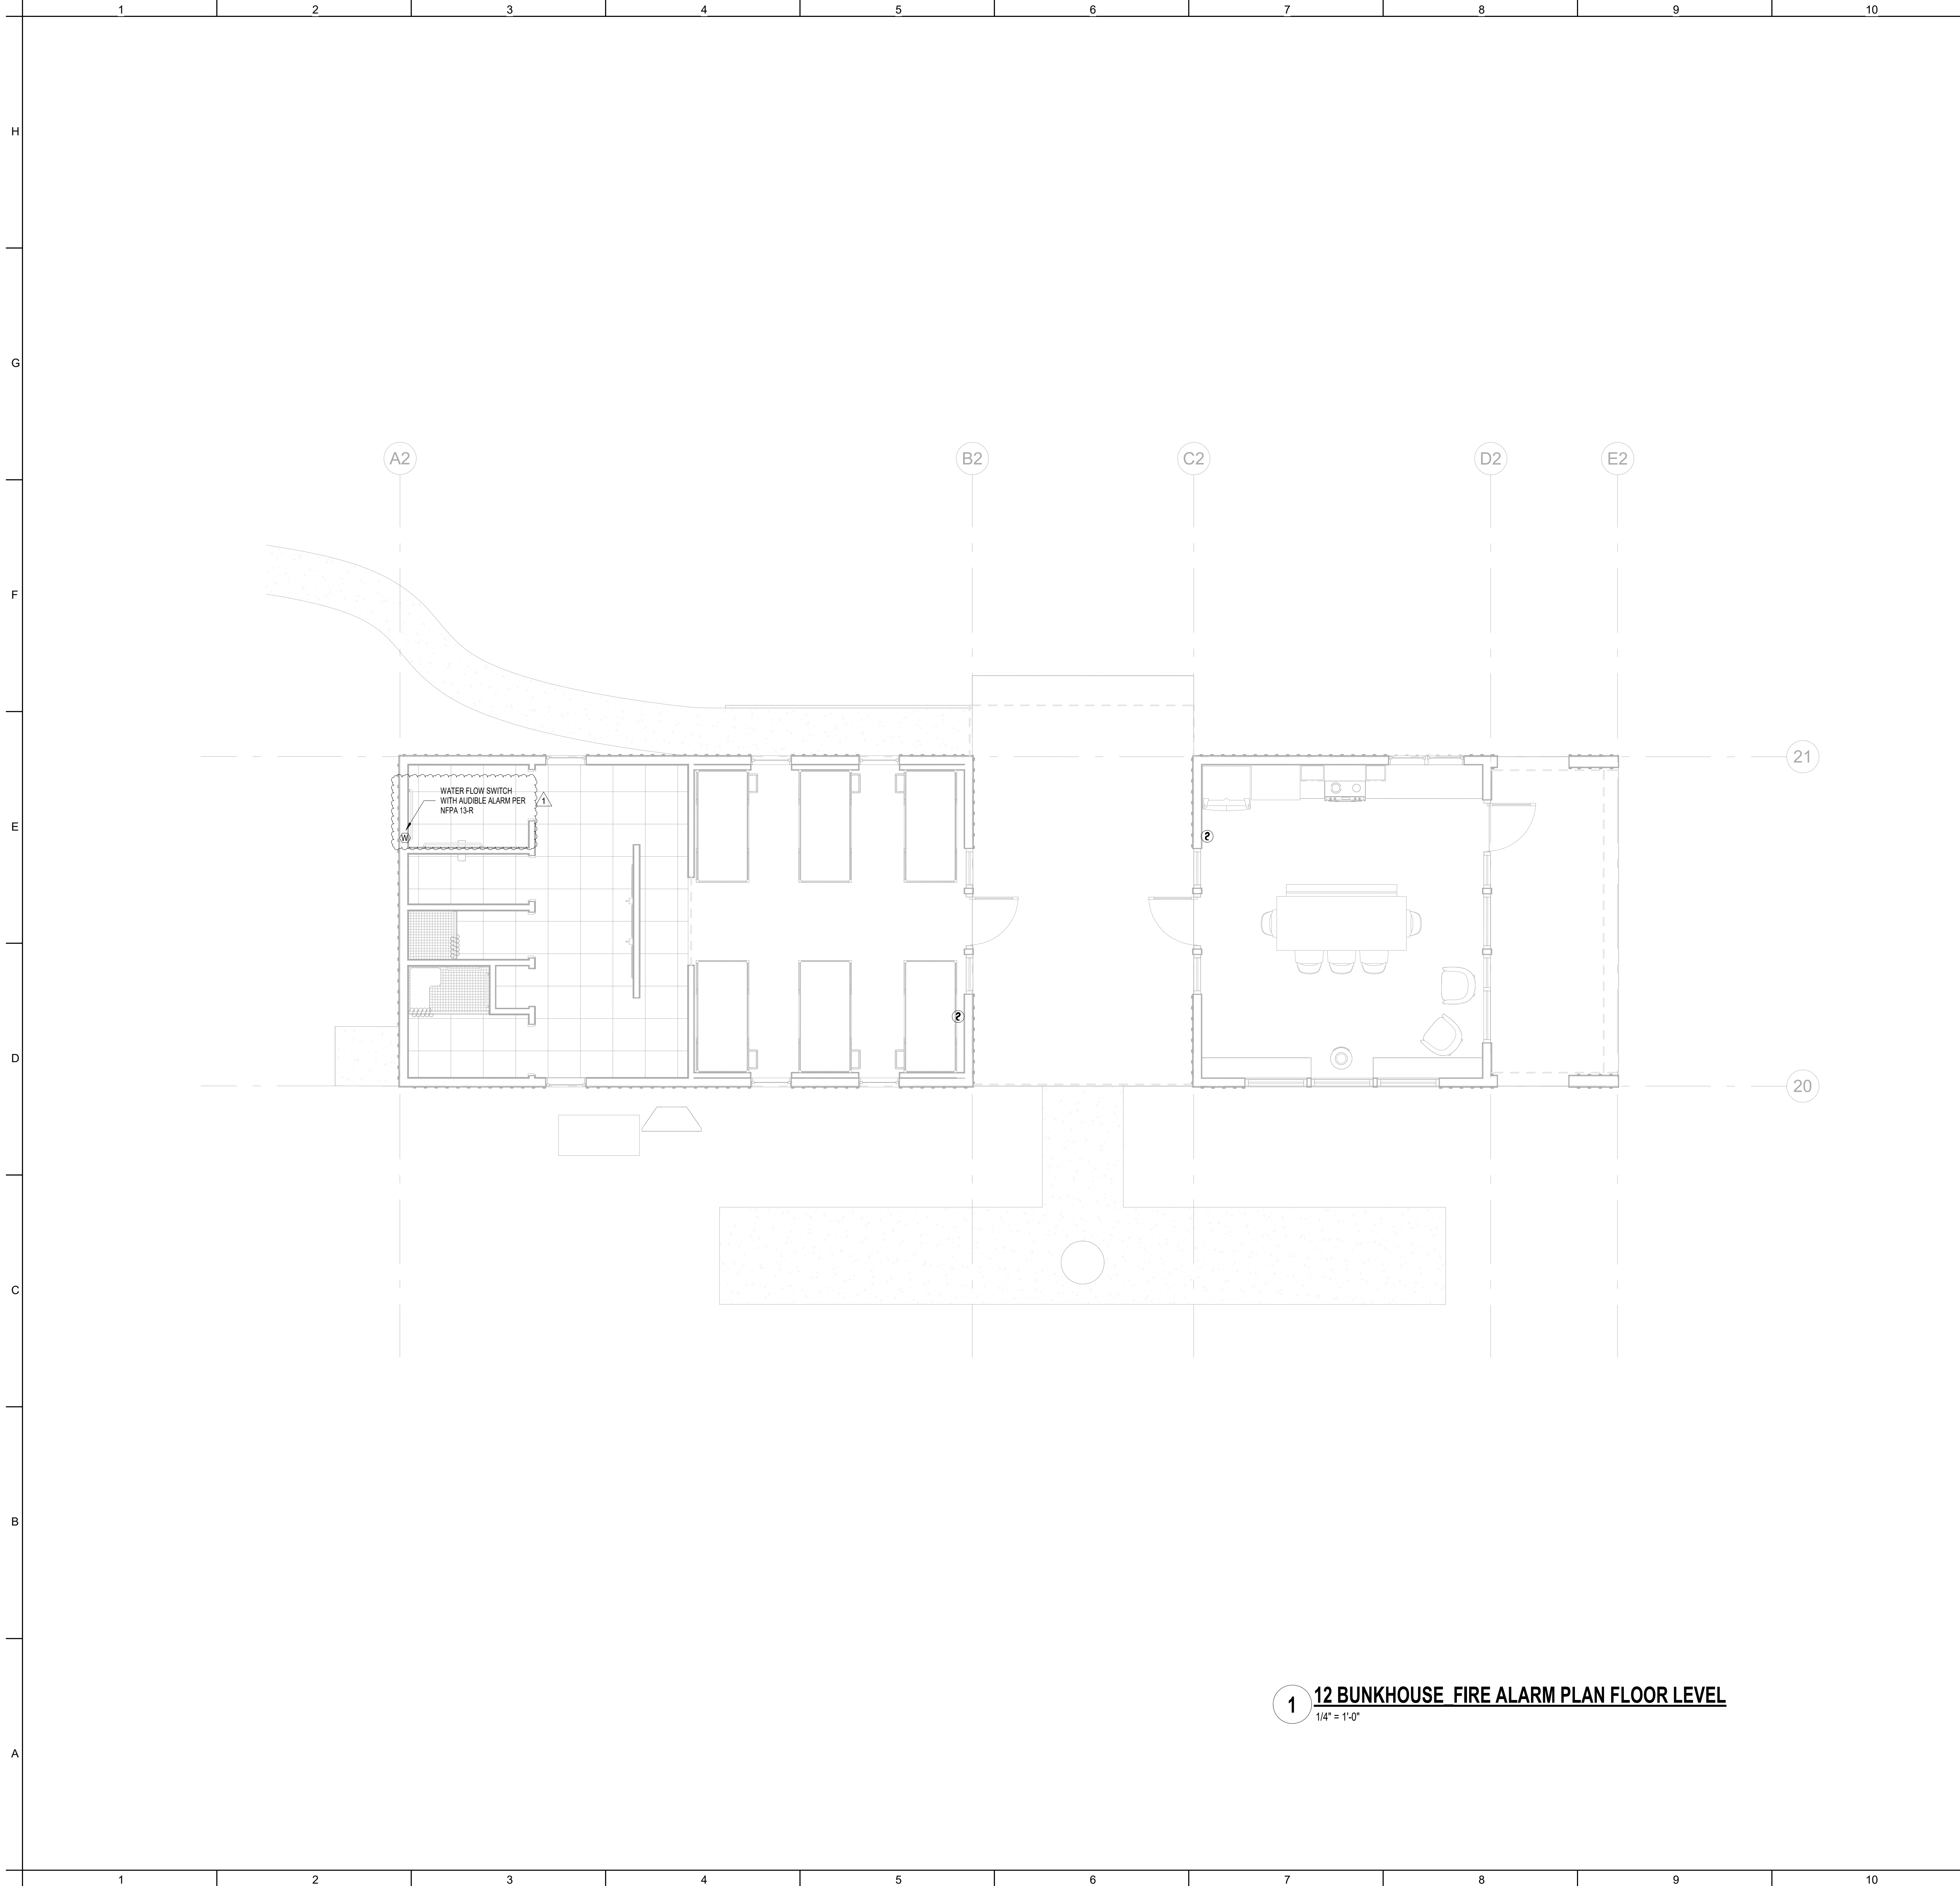 1 2 3 4 5 6 7 8 9 10
H
G
A2 B2 C2 D2 E2
F
21
WATER FLOW SWITCH
WITH AUDIBLE ALARM PER
NFPA 13-R
1
E
W
D
20
C
B
1 12 BUNKHOUSE_FIRE ALARM PLAN FLOOR LEVEL
1/4" = 1'-0"
A
1 2 3 4 5 6 7 8 9 10